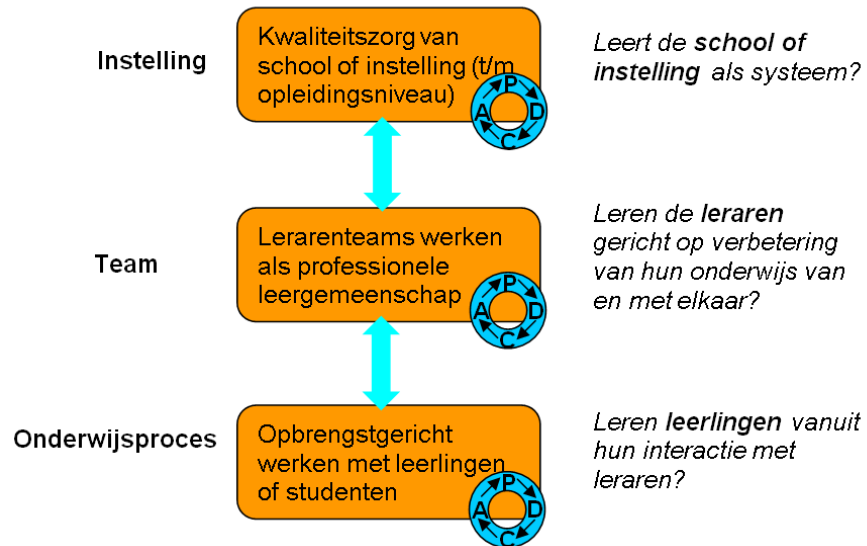 Instelling
Kwaliteitszorg van
school of instelling (t/m
opleidingsniveau)
P
A D
C
Leert de school of
instelling als systeem?
Team
Lerarenteams werken
als professionele
leergemeenschap
P
A D
C
Leren de leraren
gericht op verbetering
van hun onderwijs van
en met elkaar?
Onderwijsproces
Opbrengstgericht
werken met leerlingen
of studenten
P
A D
C
Leren leerlingen vanuit
hun interactie met
leraren?